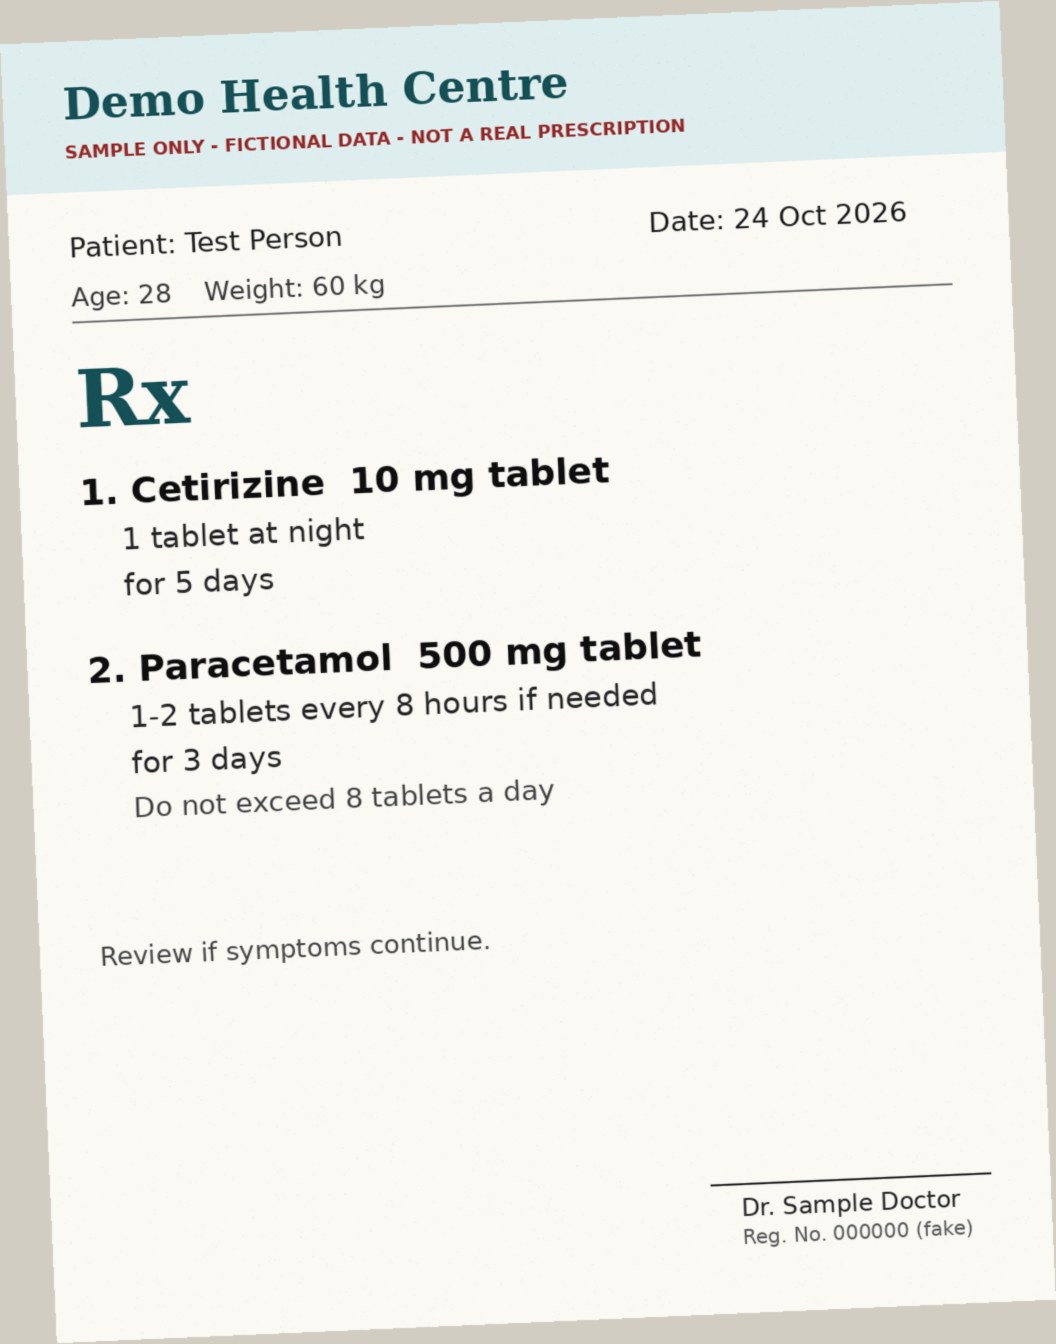 Demo Health Centre
SAMPLE ONLY - FICTIONAL DATA - NOT A REAL PRESCRIPTION
Patient: Test Person
Date: 24 Oct 2026
Age: 28    Weight: 60 kg
Rx
1. Cetirizine  10 mg tablet
1 tablet at night
for 5 days
2. Paracetamol  500 mg tablet
1-2 tablets every 8 hours if needed
for 3 days
Do not exceed 8 tablets a day
Review if symptoms continue.
Dr. Sample Doctor
Reg. No. 000000 (fake)